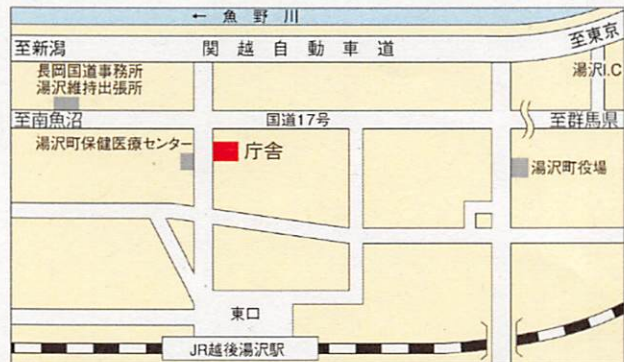 ← 魚野川
至新潟
関越自動車道
至東京
長岡国道事務所
湯沢維持出張所
湯沢I.C
至南魚沼
国道17号
至群馬県
湯沢町保健医療センター
庁舎
湯沢町役場
東口
JR越後湯沢駅